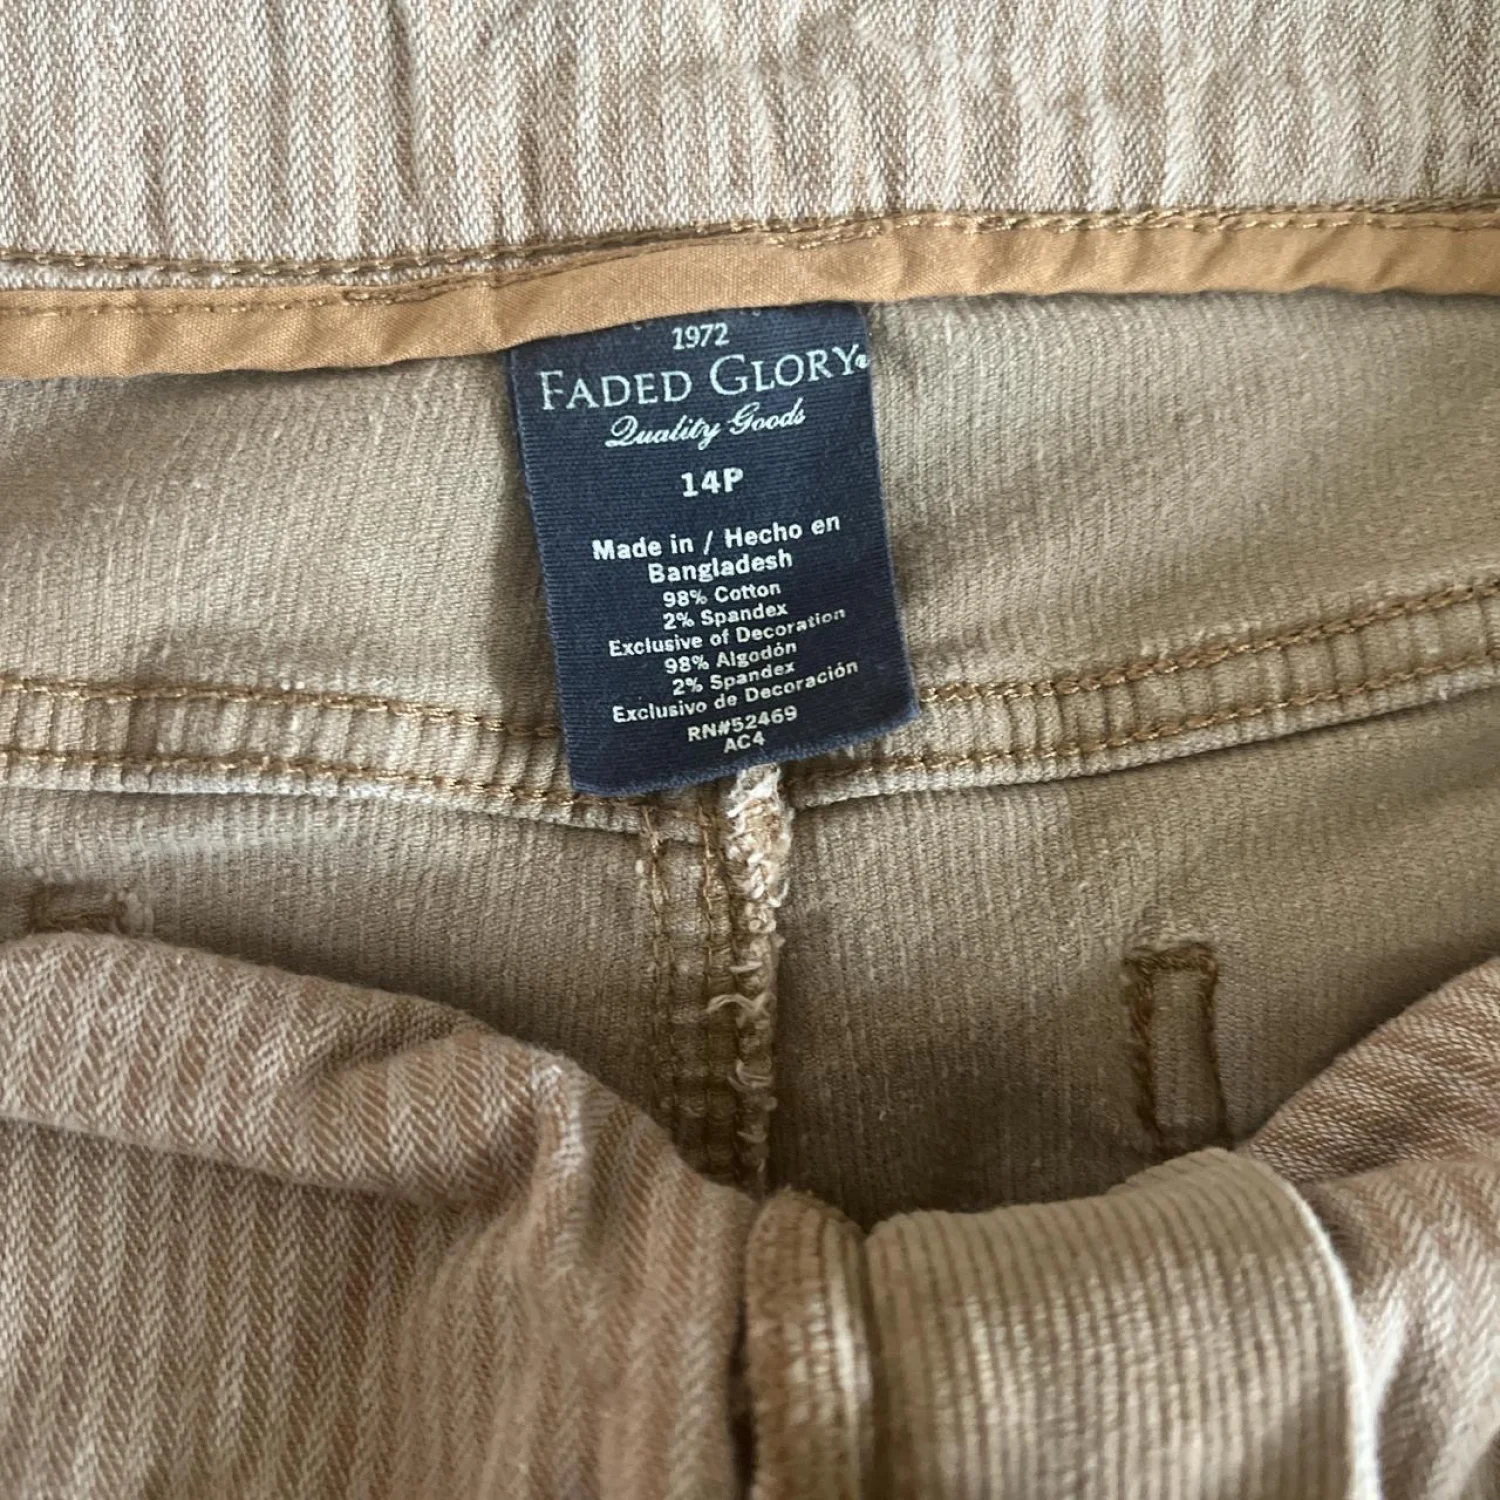 1972
FADED GLORY®
Quality Goods
14P
Made in / Hecho en
Bangladesh
98% Cotton
2% Spandex
Exclusive of Decoration
98% Algodón
2% Spandex
Exclusivo de Decoración
RN#52469
AC4